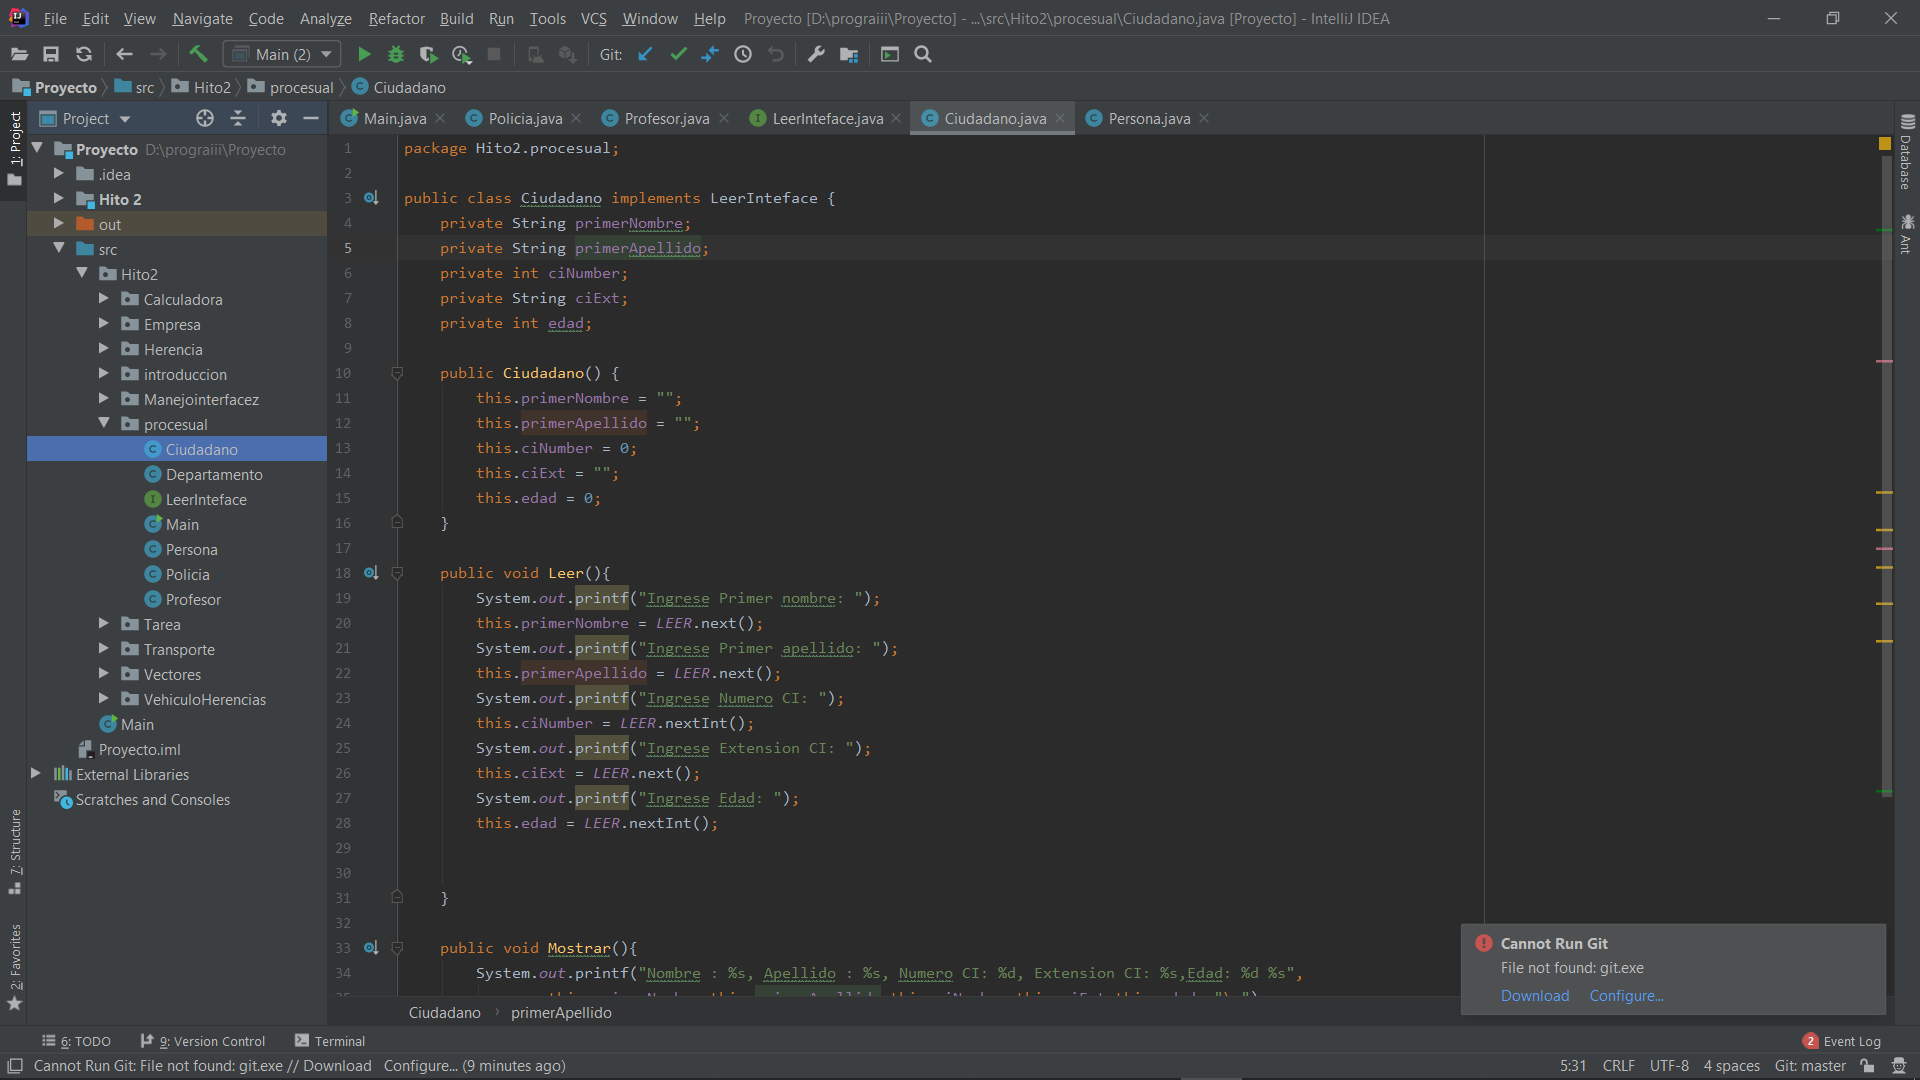 File Edit View Navigate Code Analyze Refactor Build Run Tools VCS Window Help Proyecto [D:\prograiii\Proyecto] - ...\src\Hito2\procesual\Ciudadano.java [Proyecto] - IntelliJ IDEA
Main (2) Git:
Proyecto src Hito2 procesual Ciudadano
Project Main.java Policia.java Profesor.java LeerInteface.java Ciudadano.java Persona.java
1: Project
7: Structure
2: Favorites
Database
Ant
Proyecto D:\prograiii\Proyecto
.idea
Hito 2
out
src
Hito2
Calculadora
Empresa
Herencia
introduccion
Manejointerfacez
procesual
Ciudadano
Departamento
LeerInteface
Main
Persona
Policia
Profesor
Tarea
Transporte
Vectores
VehiculoHerencias
Main
Proyecto.iml
External Libraries
Scratches and Consoles
1 package Hito2.procesual;
2
3 public class Ciudadano implements LeerInteface {
4 private String primerNombre;
5 private String primerApellido;
6 private int ciNumber;
7 private String ciExt;
8 private int edad;
9
10 public Ciudadano() {
11 this.primerNombre = "";
12 this.primerApellido = "";
13 this.ciNumber = 0;
14 this.ciExt = "";
15 this.edad = 0;
16 }
17
18 public void Leer(){
19 System.out.printf("Ingrese Primer nombre: ");
20 this.primerNombre = LEER.next();
21 System.out.printf("Ingrese Primer apellido: ");
22 this.primerApellido = LEER.next();
23 System.out.printf("Ingrese Numero CI: ");
24 this.ciNumber = LEER.nextInt();
25 System.out.printf("Ingrese Extension CI: ");
26 this.ciExt = LEER.next();
27 System.out.printf("Ingrese Edad: ");
28 this.edad = LEER.nextInt();
29
30
31 }
32
33 public void Mostrar(){
34 System.out.printf("Nombre : %s, Apellido : %s, Numero CI: %d, Extension CI: %s,Edad: %d %s",
Cannot Run Git
File not found: git.exe
Download Configure...
Ciudadano › primerApellido
6: TODO 9: Version Control Terminal 2 Event Log
Cannot Run Git: File not found: git.exe // Download Configure... (9 minutes ago) 5:31 CRLF UTF-8 4 spaces Git: master